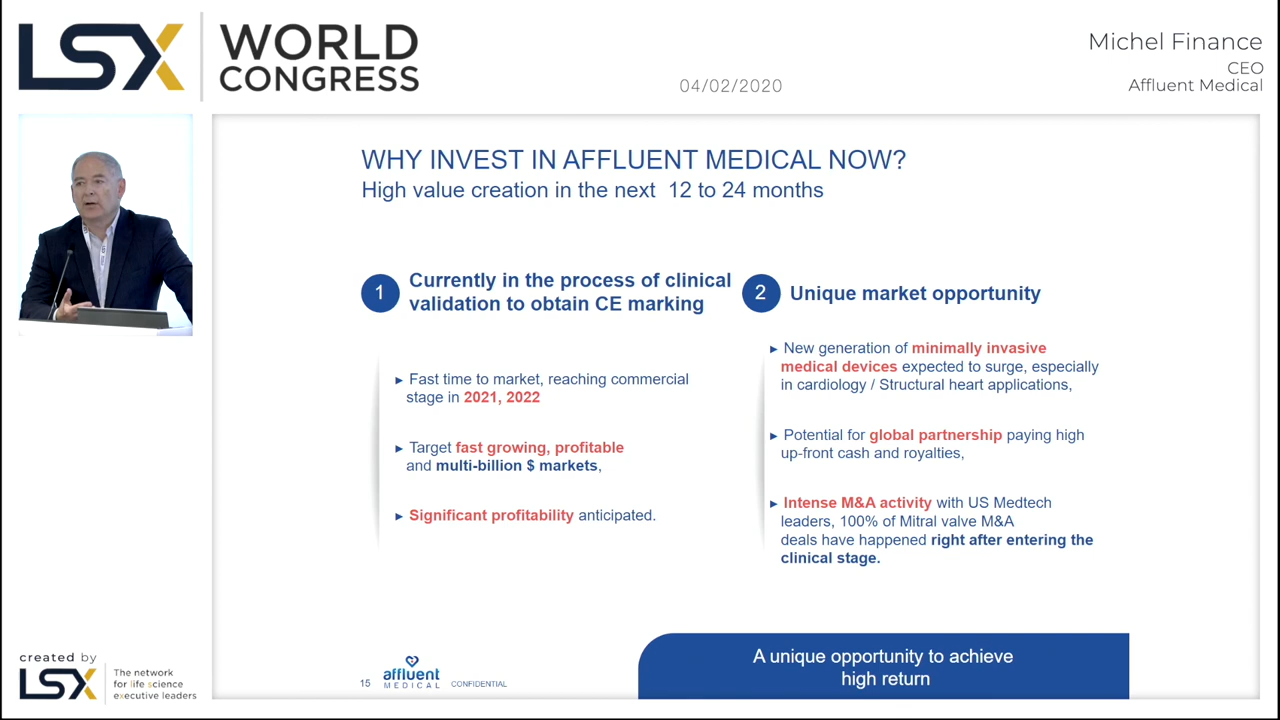 LSX
WORLD
CONGRESS
04/02/2020
Michel Finance
CEO
Affluent Medical
WHY INVEST IN AFFLUENT MEDICAL NOW?
High value creation in the next 12 to 24 months
1
Currently in the process of clinical
validation to obtain CE marking
► Fast time to market, reaching commercial
stage in 2021, 2022
► Target fast growing, profitable
and multi-billion $ markets,
► Significant profitability anticipated.
2
Unique market opportunity
► New generation of minimally invasive
medical devices expected to surge, especially
in cardiology / Structural heart applications,
► Potential for global partnership paying high
up-front cash and royalties,
► Intense M&A activity with US Medtech
leaders, 100% of Mitral valve M&A
deals have happened right after entering the
clinical stage.
A unique opportunity to achieve
high return
15
affluent
MEDICAL
CONFIDENTIAL
created by
LSX
The network
for life science
executive leaders